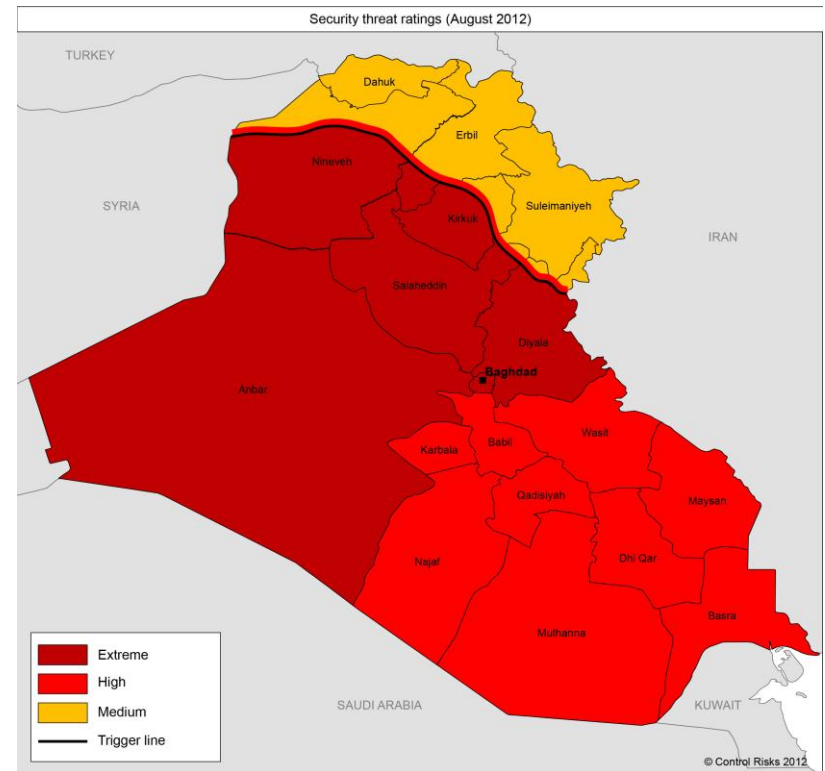 Security threat ratings (August 2012)
TURKEY
Dahuk
Erbil
Nineveh
SYRIA
Suleimaniyeh
Kirkuk
IRAN
Salaheddin
Diyala
Baghdad
Anbar
Wasit
Babil
Karbala
Qadisiyah
Maysan
Najaf
Dhi Qar
Basra
Muthanna
Extreme
High
Medium
Trigger line
SAUDI ARABIA
KUWAIT
© Control Risks 2012